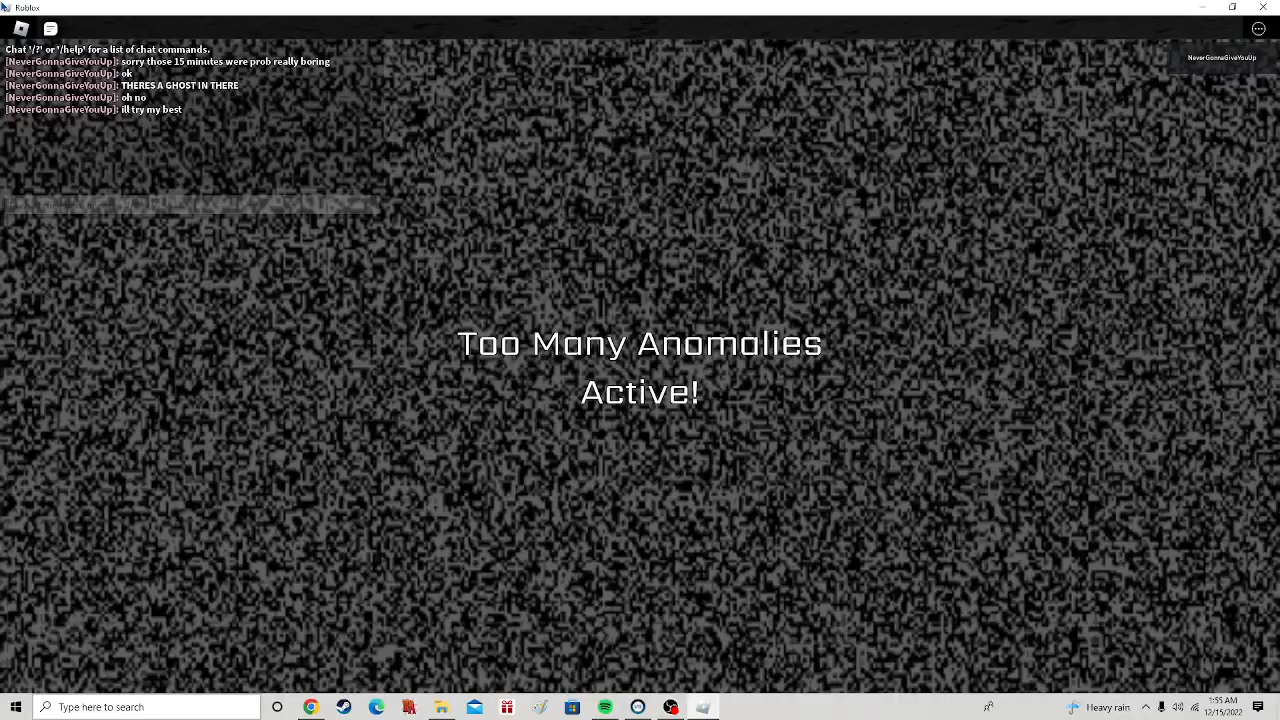 Roblox
Chat '/?' or '/help' for a list of chat commands.
[NeverGonnaGiveYouUp]: sorry those 15 minutes were prob really boring
NeverGonnaGiveYouUp
[NeverGonnaGiveYouUp]: ok
[NeverGonnaGiveYouUp]: THERES A GHOST IN THERE
[NeverGonnaGiveYouUp]: oh no
[NeverGonnaGiveYouUp]: ill try my best
Too Many Anomalies
Active!
Type here to search
Heavy rain
1:55 AM
12/15/2022